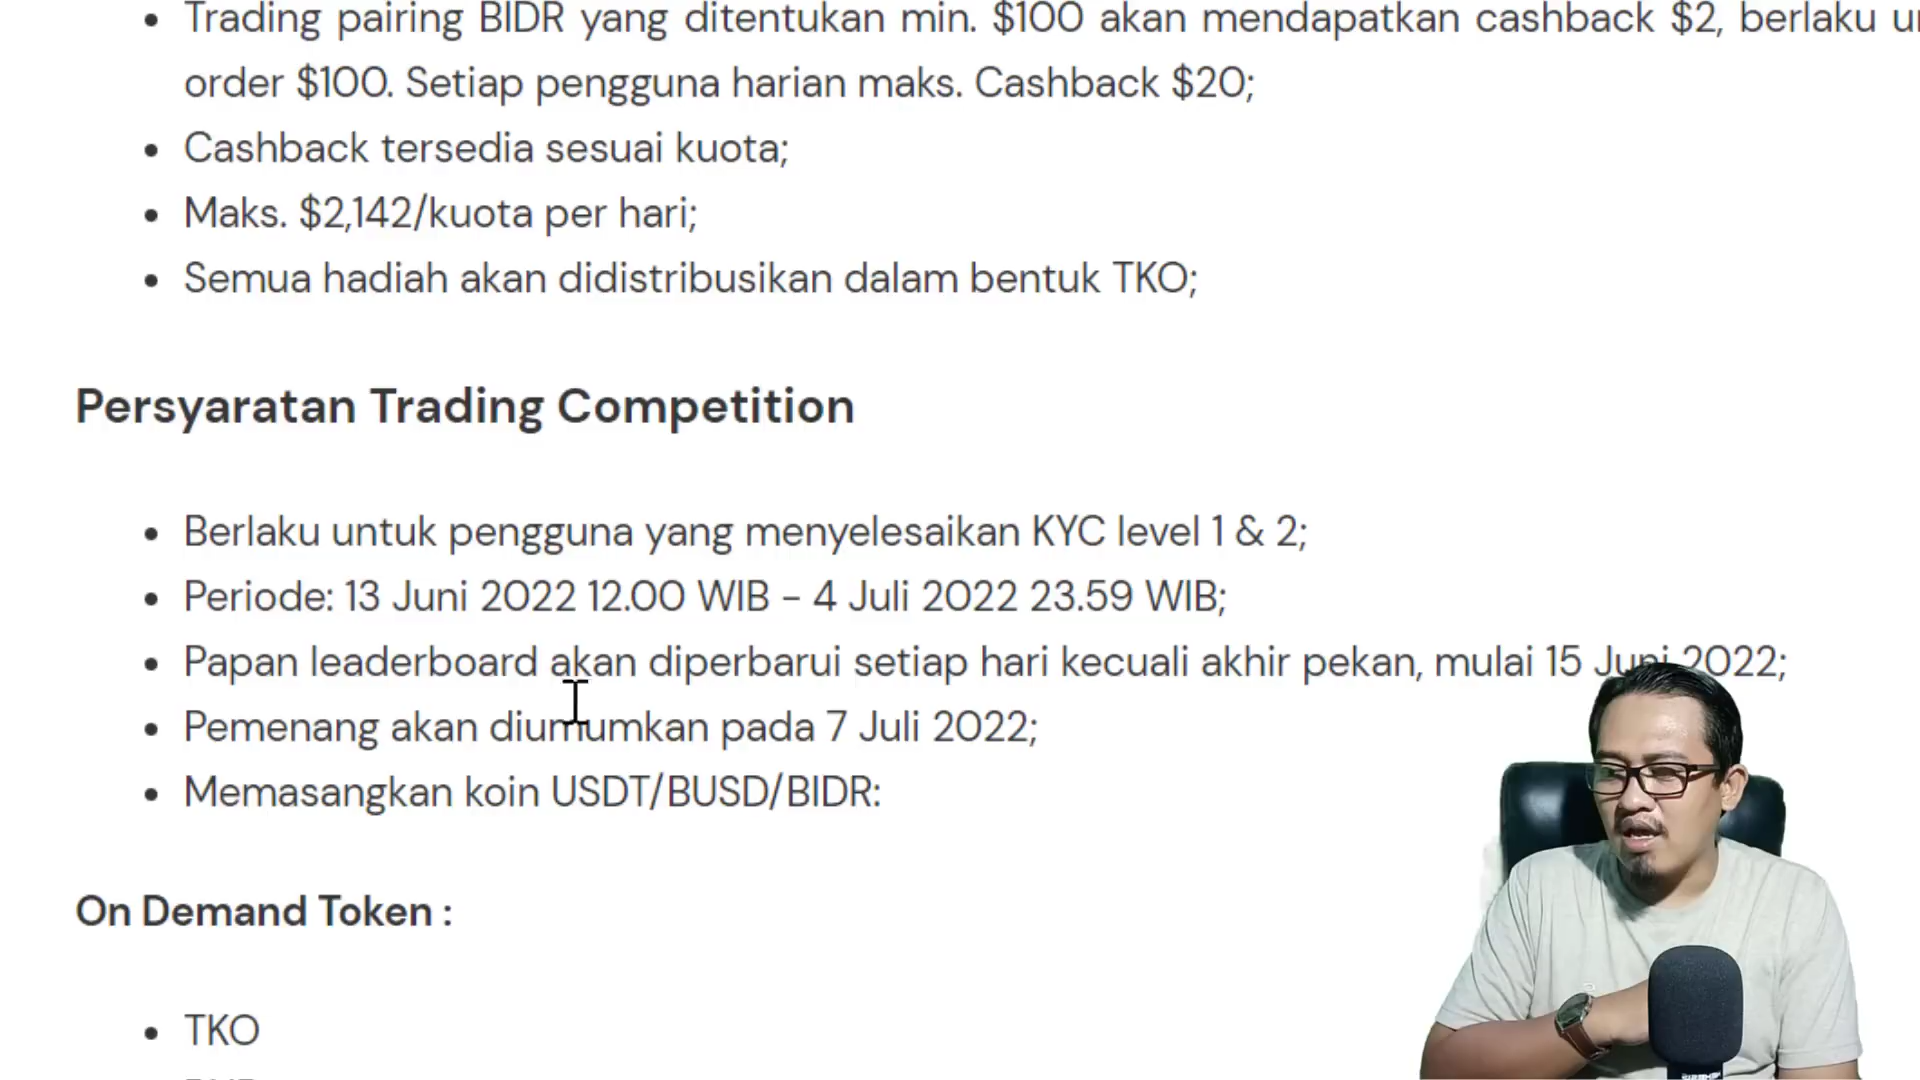 Trading pairing BIDR yang ditentukan min. $100 akan mendapatkan cashback $2, berlaku
order $100. Setiap pengguna harian maks. Cashback $20;
Cashback tersedia sesuai kuota;
Maks. $2,142/kuota per hari;
Semua hadiah akan didistribusikan dalam bentuk TKO;
Persyaratan Trading Competition
Berlaku untuk pengguna yang menyelesaikan KYC level 1 & 2;
Periode: 13 Juni 2022 12.00 WIB – 4 Juli 2022 23.59 WIB;
Papan leaderboard akan diperbarui setiap hari kecuali akhir pekan, mulai 15 Juni 2022;
Pemenang akan diumumkan pada 7 Juli 2022;
Memasangkan koin USDT/BUSD/BIDR:
On Demand Token :
TKO